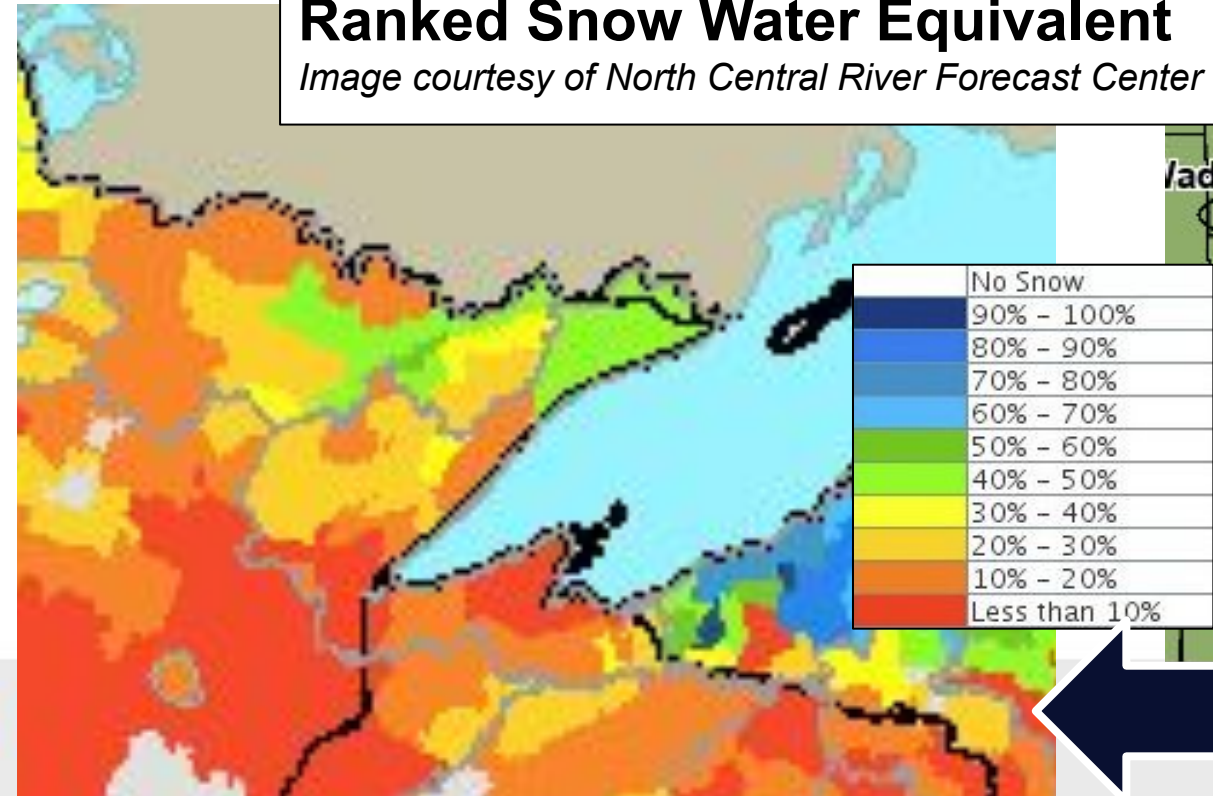 Ranked Snow Water Equivalent
Image courtesy of North Central River Forecast Center
No Snow
90% – 100%
80% – 90%
70% – 80%
60% – 70%
50% – 60%
40% – 50%
30% – 40%
20% – 30%
10% – 20%
Less than 10%